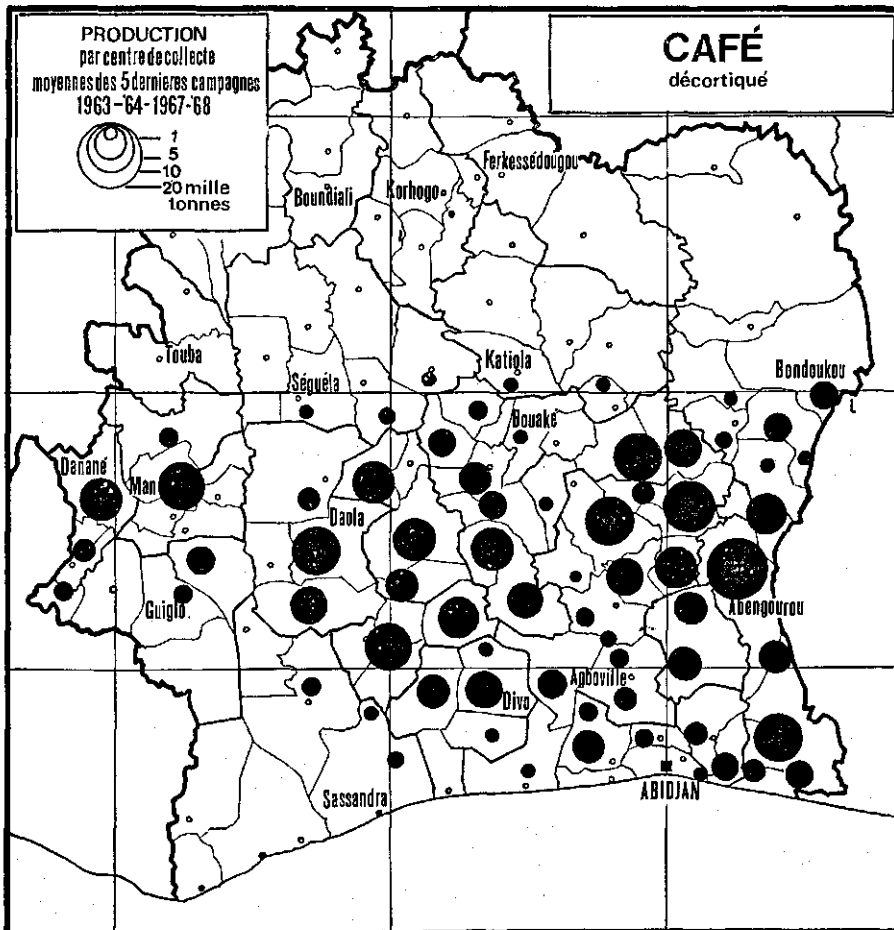 PRODUCTION
par centre de collecte
moyennes des 5 dernieres campagnes
1963-'64-1967-'68
1
5
10
20 mille
tonnes
CAFÉ
décortiqué
Ferkessédougou
Boundiali
Korhogo
Touba
Katiola
Bondoukou
Séguéla
Bouaké
Danané
Man
Daola
Guiglo
Abengourou
Agboville
Divo
Sassandra
ABIDJAN